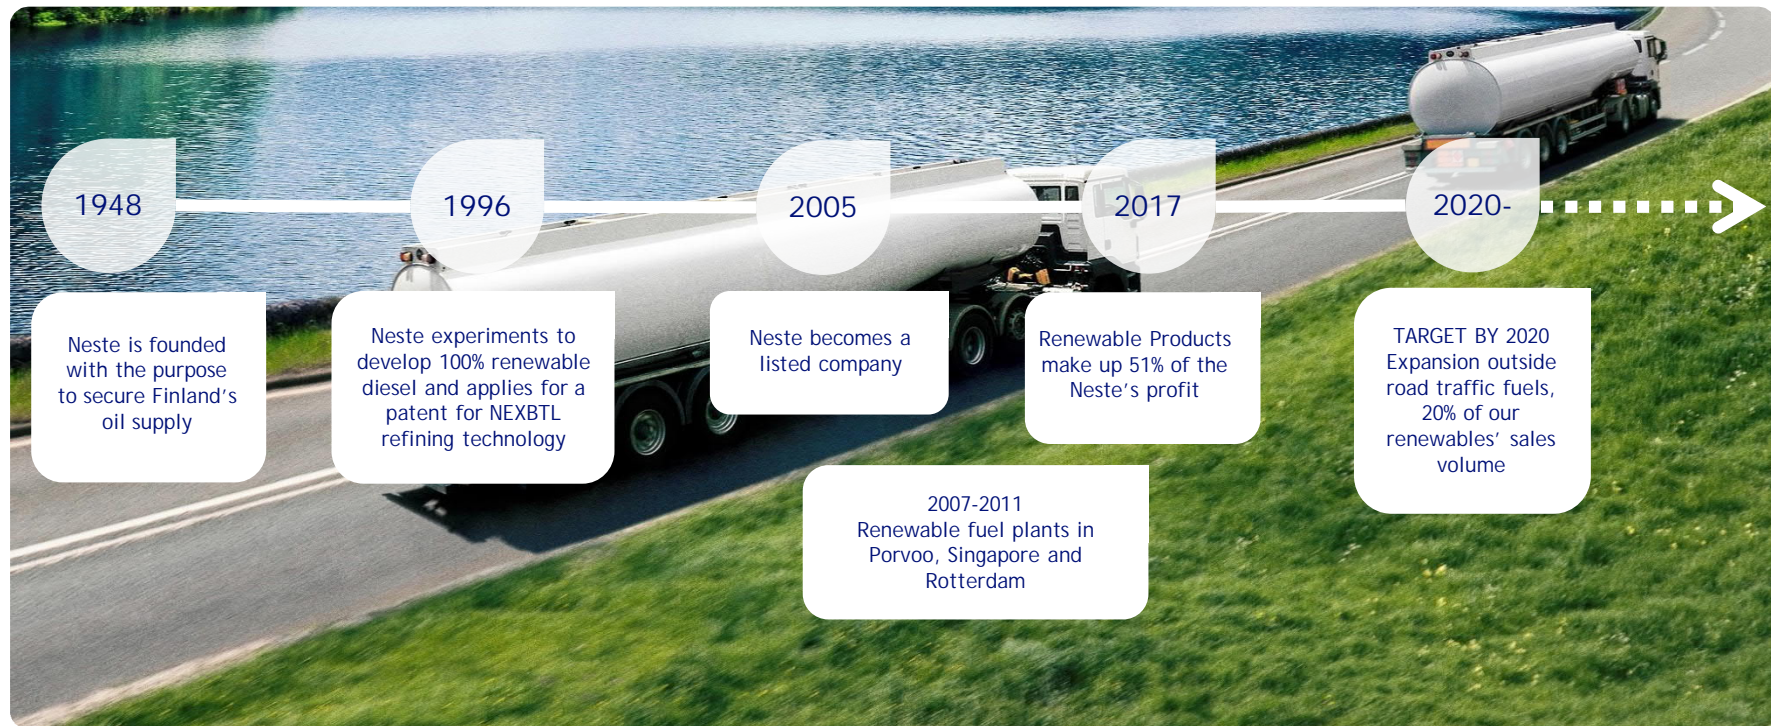 1948
1996
2005
2017
2020-
Neste is founded
with the purpose
to secure Finland's
oil supply
Neste experiments to
develop 100% renewable
diesel and applies for a
patent for NEXBTL
refining technology
Neste becomes a
listed company
Renewable Products
make up 51% of the
Neste's profit
TARGET BY 2020
Expansion outside
road traffic fuels,
20% of our
renewables' sales
volume
2007-2011
Renewable fuel plants in
Porvoo, Singapore and
Rotterdam